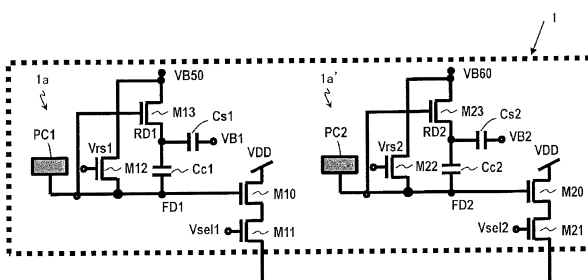 1
1a
VB50
M13
RD1
Cs1
VB1
PC1
Vrs1
M12
Cc1
VDD
M10
FD1
Vsel1
M11
1a'
VB60
M23
RD2
Cs2
VB2
PC2
Vrs2
M22
Cc2
VDD
M20
FD2
Vsel2
M21